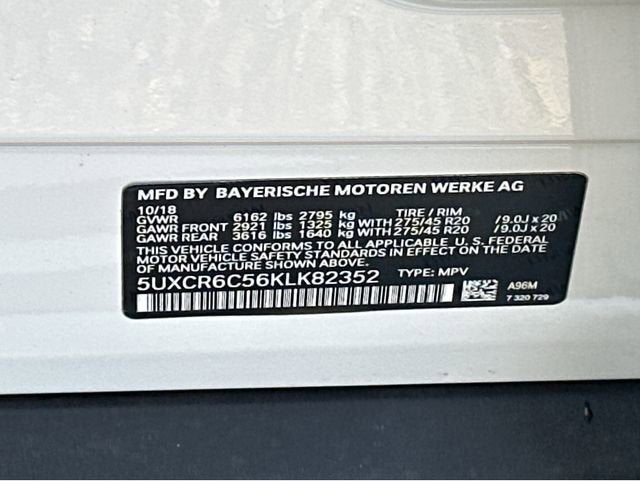 MFD BY BAYERISCHE MOTOREN WERKE AG
10/18 TIRE / RIM
GVWR 6162 lbs 2795 kg
GAWR FRONT 2921 lbs 1325 kg WITH 275/45 R20 / 9.0J x 20
GAWR REAR 3616 lbs 1640 kg WITH 275/45 R20 / 9.0J x 20
THIS VEHICLE CONFORMS TO ALL APPLICABLE U. S. FEDERAL
MOTOR VEHICLE SAFETY STANDARDS IN EFFECT ON THE DATE OF
MANUFACTURE SHOWN ABOVE.
5UXCR6C56KLK82352 TYPE: MPV
A96M
7 320 729